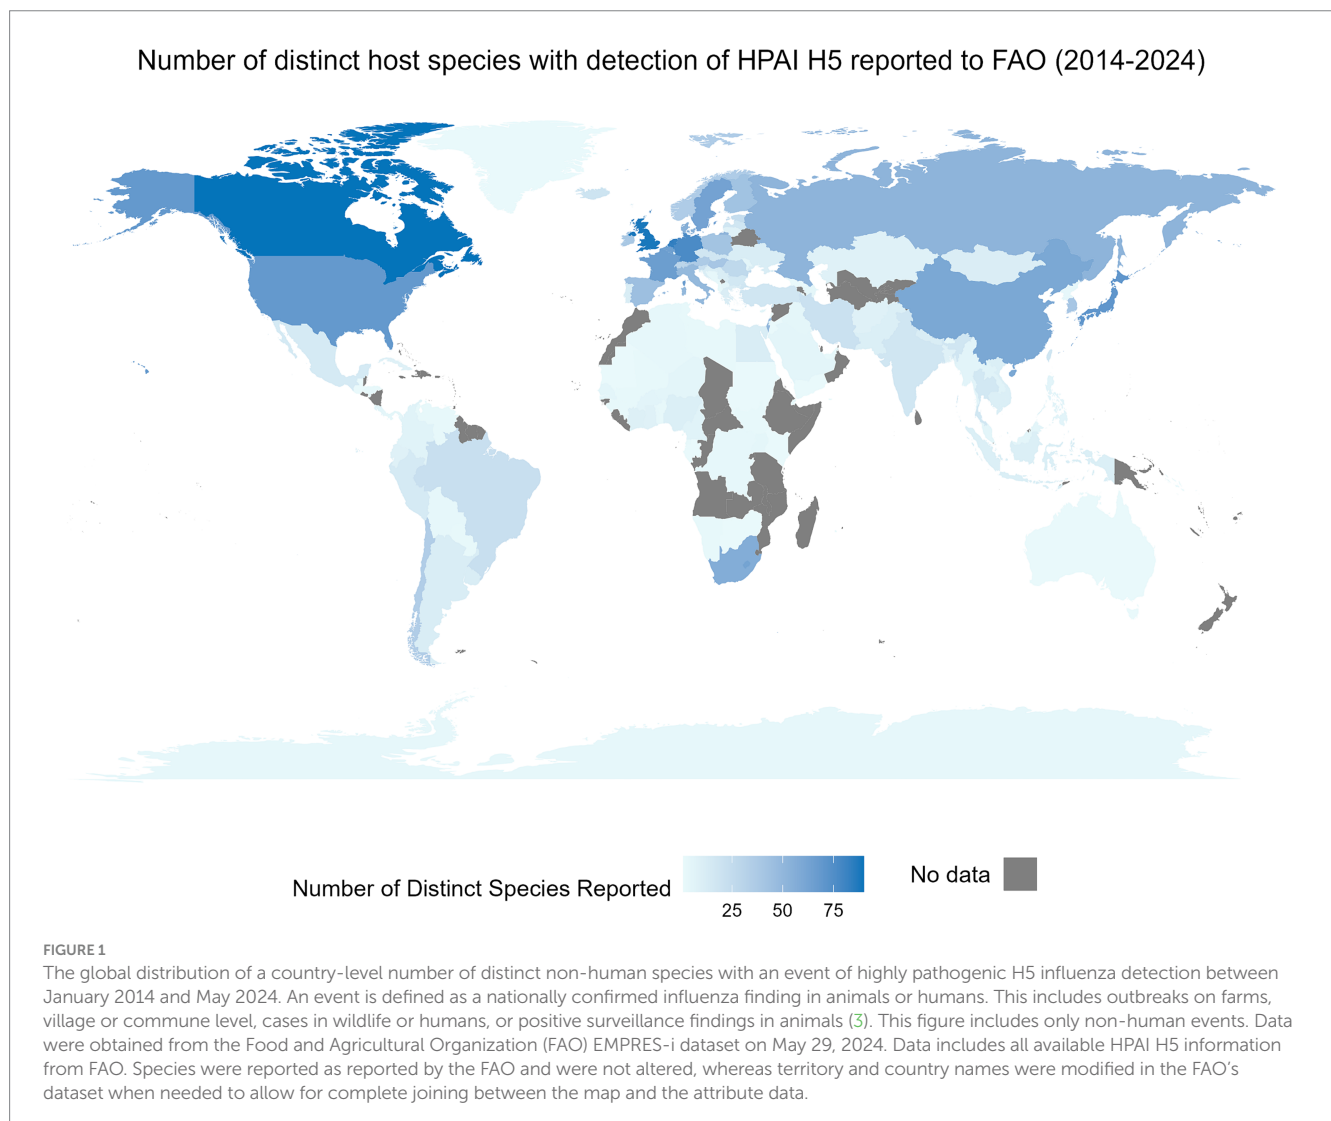 Number of distinct host species with detection of HPAI H5 reported to FAO (2014-2024)
Number of Distinct Species Reported
25 50 75
No data
FIGURE 1
The global distribution of a country-level number of distinct non-human species with an event of highly pathogenic H5 influenza detection between
January 2014 and May 2024. An event is defined as a nationally confirmed influenza finding in animals or humans. This includes outbreaks on farms,
village or commune level, cases in wildlife or humans, or positive surveillance findings in animals (3). This figure includes only non-human events. Data
were obtained from the Food and Agricultural Organization (FAO) EMPRES-i dataset on May 29, 2024. Data includes all available HPAI H5 information
from FAO. Species were reported as reported by the FAO and were not altered, whereas territory and country names were modified in the FAO's
dataset when needed to allow for complete joining between the map and the attribute data.